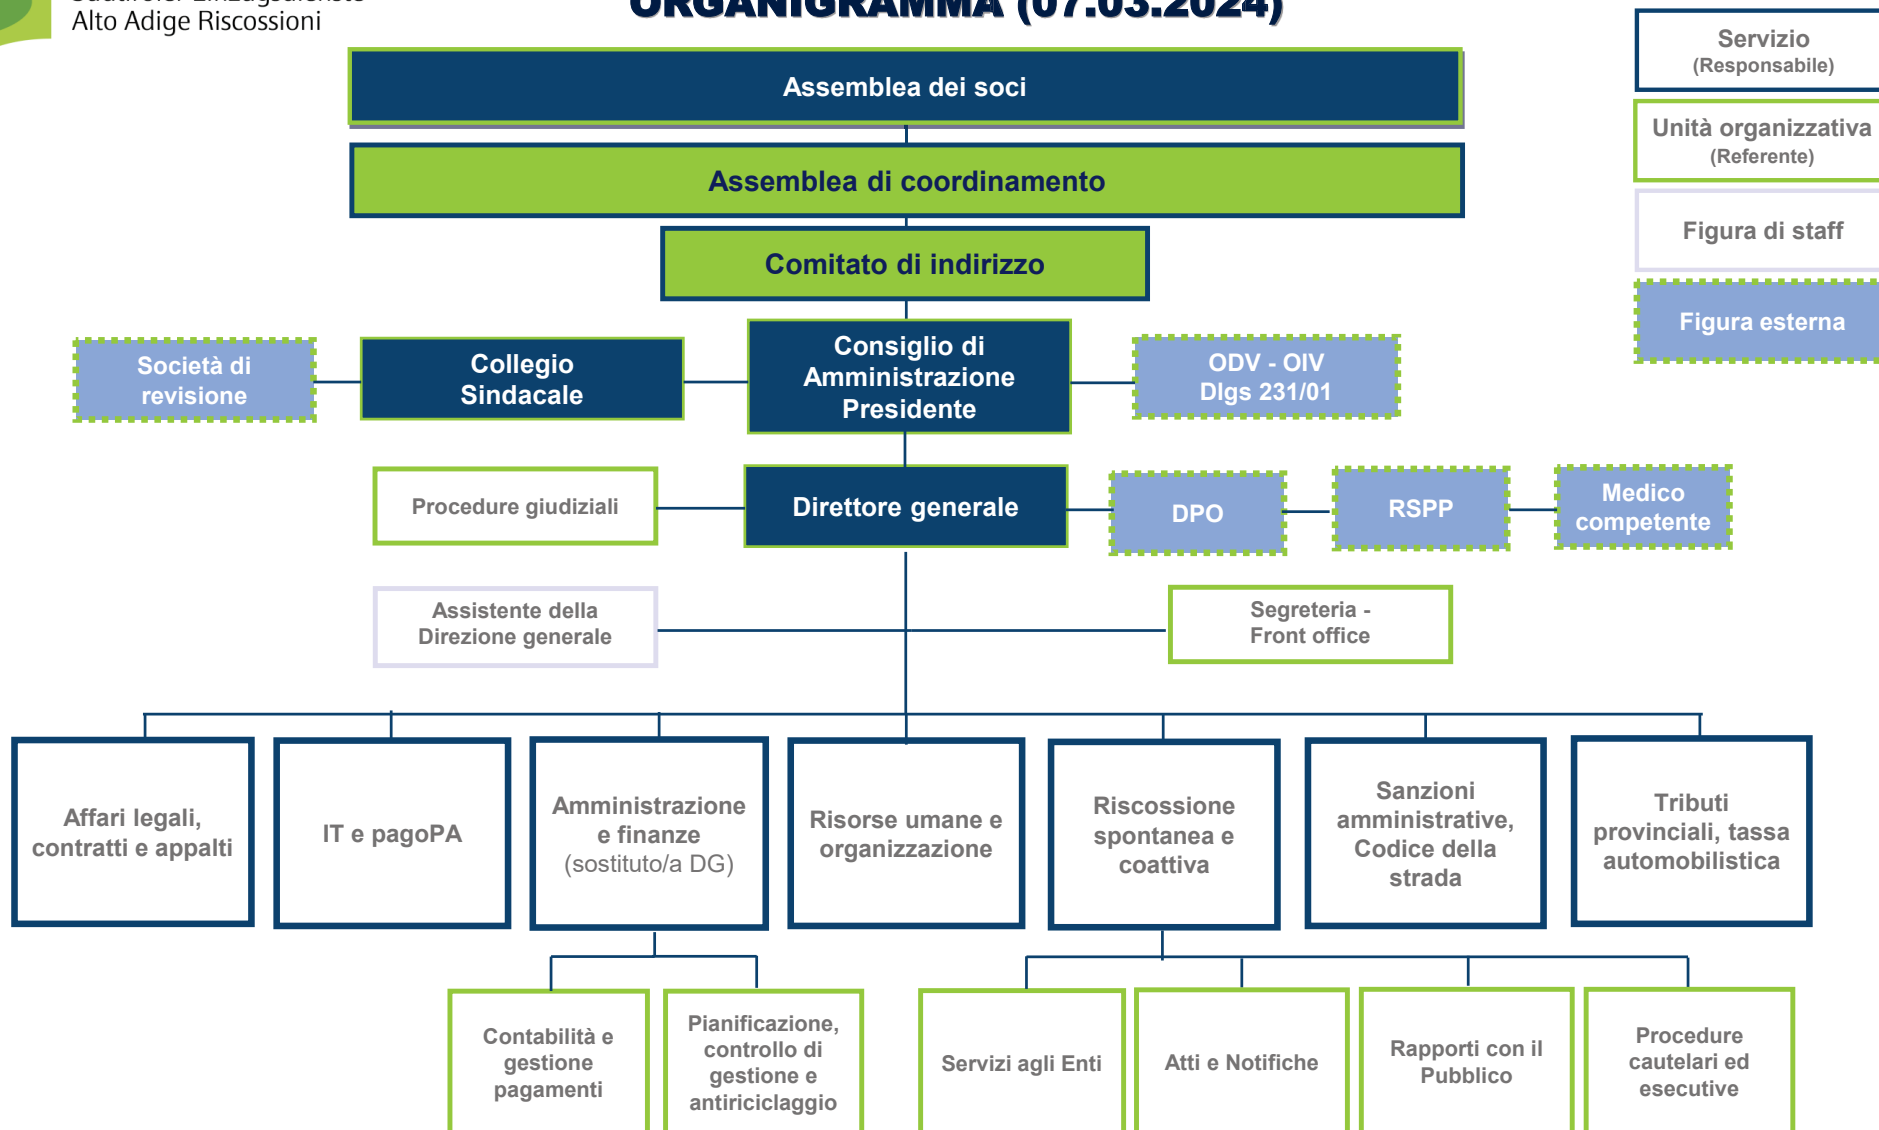 Alto Adige Riscossioni
ORGANIGRAMMA (07.03.2024)
Servizio
(Responsabile)
Unità organizzativa
(Referente)
Figura di staff
Figura esterna
Assemblea dei soci
Assemblea di coordinamento
Comitato di indirizzo
Società di
revisione
Collegio
Sindacale
Consiglio di
Amministrazione
Presidente
ODV - OIV
Dlgs 231/01
Procedure giudiziali
Direttore generale
DPO
RSPP
Medico
competente
Assistente della
Direzione generale
Segreteria -
Front office
Affari legali,
contratti e appalti
IT e pagoPA
Amministrazione
e finanze
(sostituto/a DG)
Risorse umane e
organizzazione
Riscossione
spontanea e
coattiva
Sanzioni
amministrative,
Codice della
strada
Tributi
provinciali, tassa
automobilistica
Contabilità e
gestione
pagamenti
Pianificazione,
controllo di
gestione e
antiriciclaggio
Servizi agli Enti
Atti e Notifiche
Rapporti con il
Pubblico
Procedure
cautelari ed
esecutive